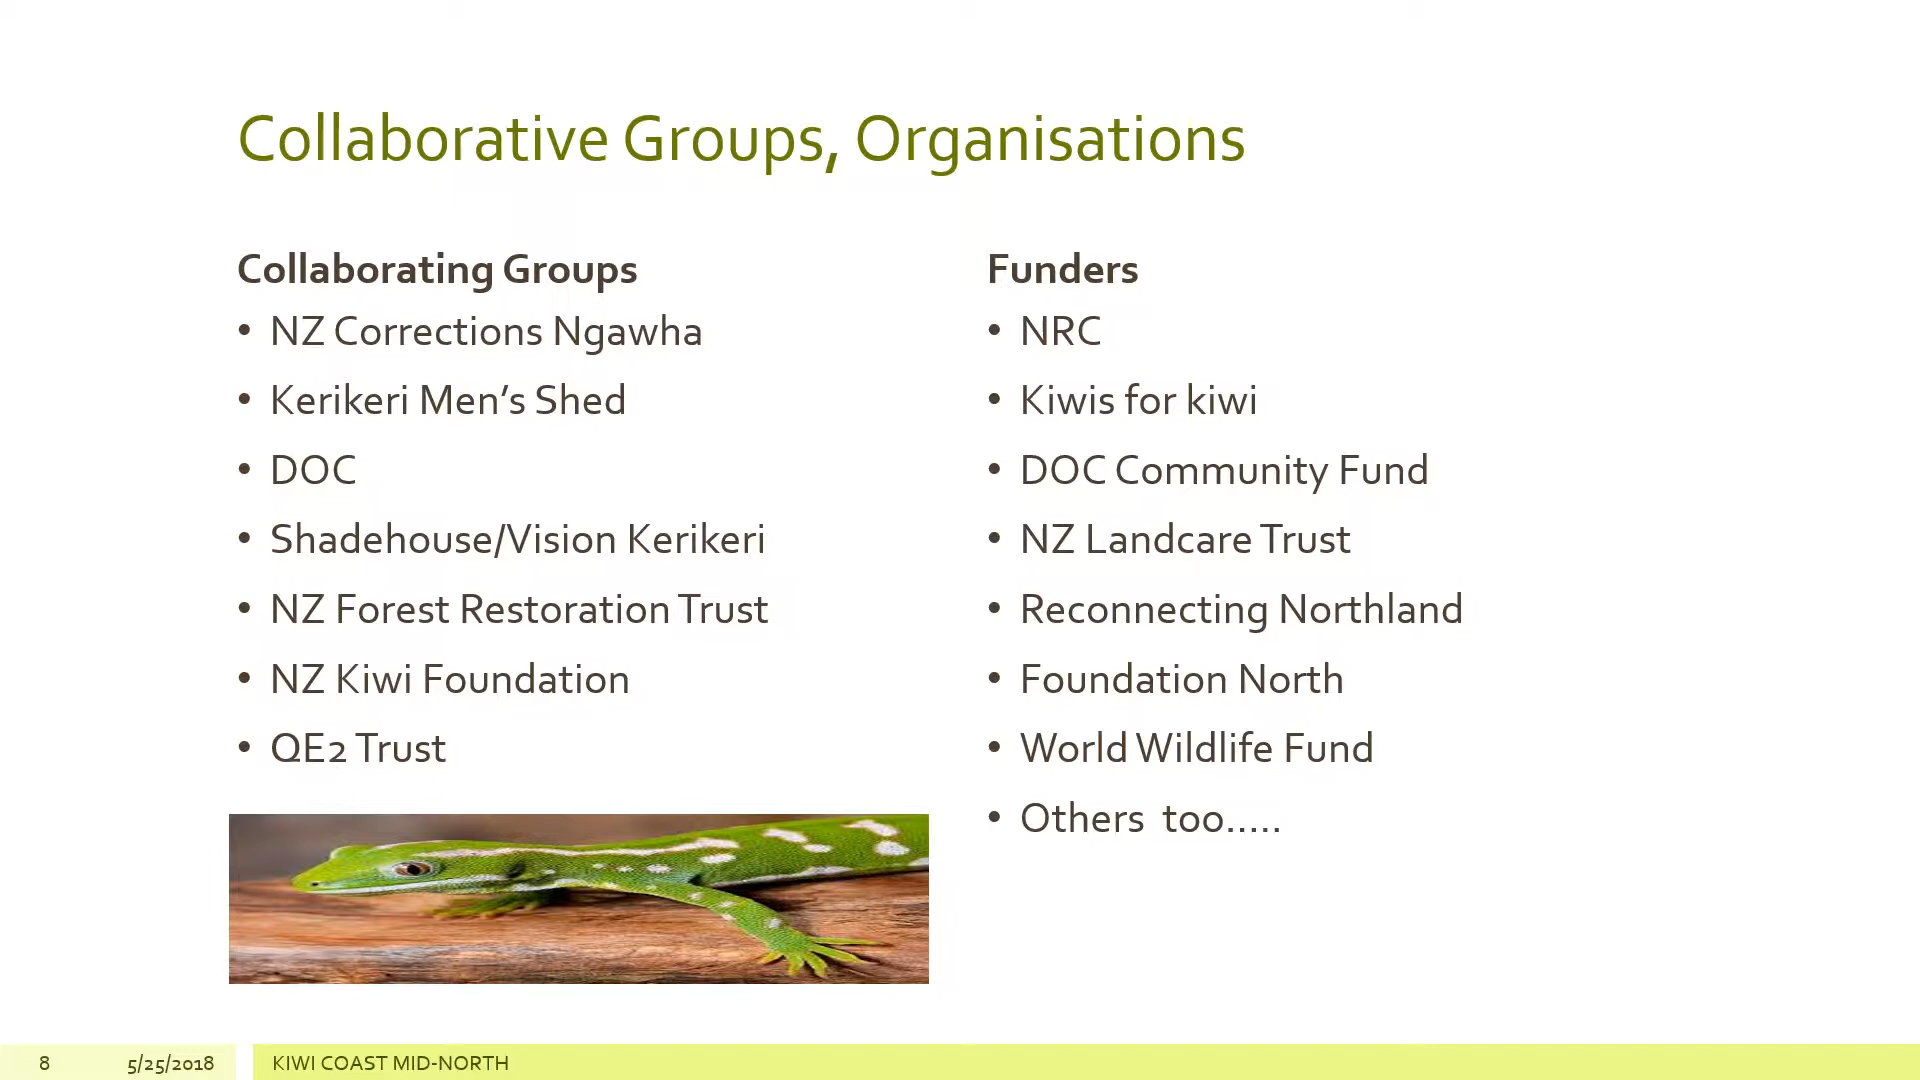 Collaborative Groups, Organisations
Collaborating Groups
• NZ Corrections Ngawha
• Kerikeri Men’s Shed
• DOC
• Shadehouse/Vision Kerikeri
• NZ Forest Restoration Trust
• NZ Kiwi Foundation
• QE2 Trust
Funders
• NRC
• Kiwis for kiwi
• DOC Community Fund
• NZ Landcare Trust
• Reconnecting Northland
• Foundation North
• World Wildlife Fund
• Others  too.....
8 5/25/2018 KIWI COAST MID-NORTH